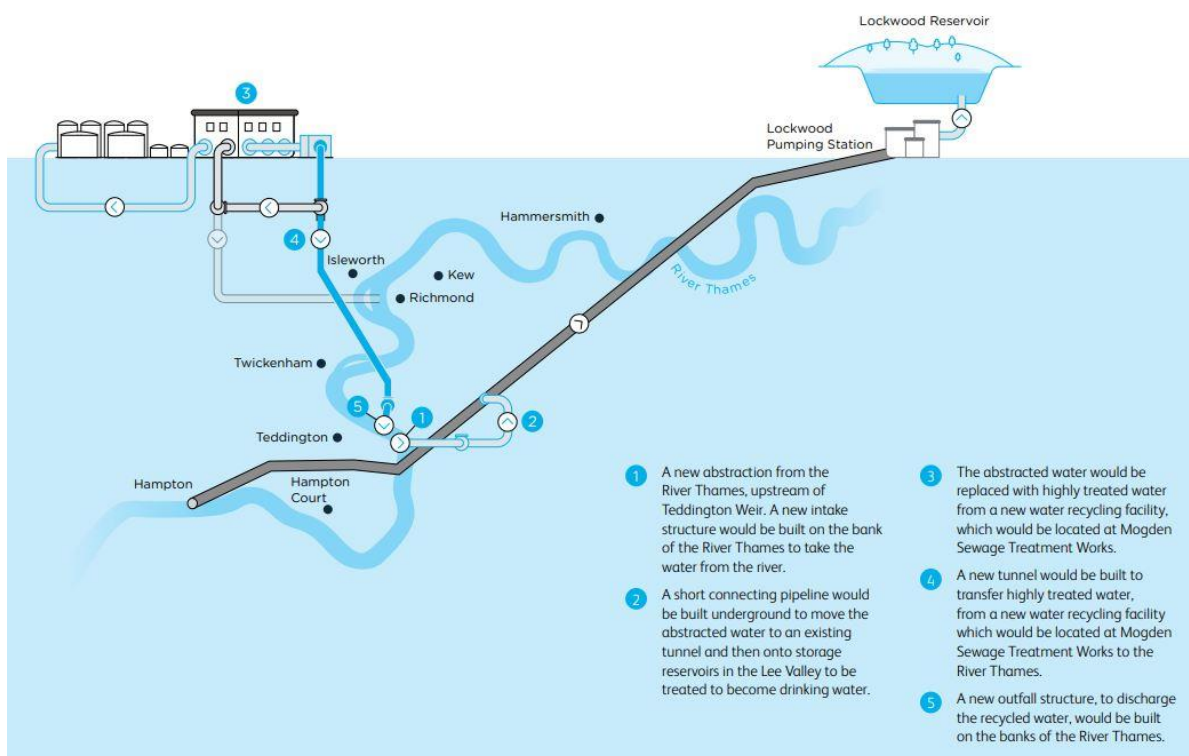 Lockwood Reservoir
3
Lockwood
Pumping Station
Hammersmith
4
Isleworth
Kew
Richmond
River Thames
Twickenham
5
1
2
Teddington
Hampton
Hampton
Court
1
A new abstraction from the
River Thames, upstream of
Teddington Weir. A new intake
structure would be built on the bank
of the River Thames to take the
water from the river.
2
A short connecting pipeline would
be built underground to move the
abstracted water to an existing
tunnel and then onto storage
reservoirs in the Lee Valley to be
treated to become drinking water.
3
The abstracted water would be
replaced with highly treated water
from a new water recycling facility,
which would be located at Mogden
Sewage Treatment Works.
4
A new tunnel would be built to
transfer highly treated water,
from a new water recycling facility
which would be located at Mogden
Sewage Treatment Works to the
River Thames.
5
A new outfall structure, to discharge
the recycled water, would be built
on the banks of the River Thames.